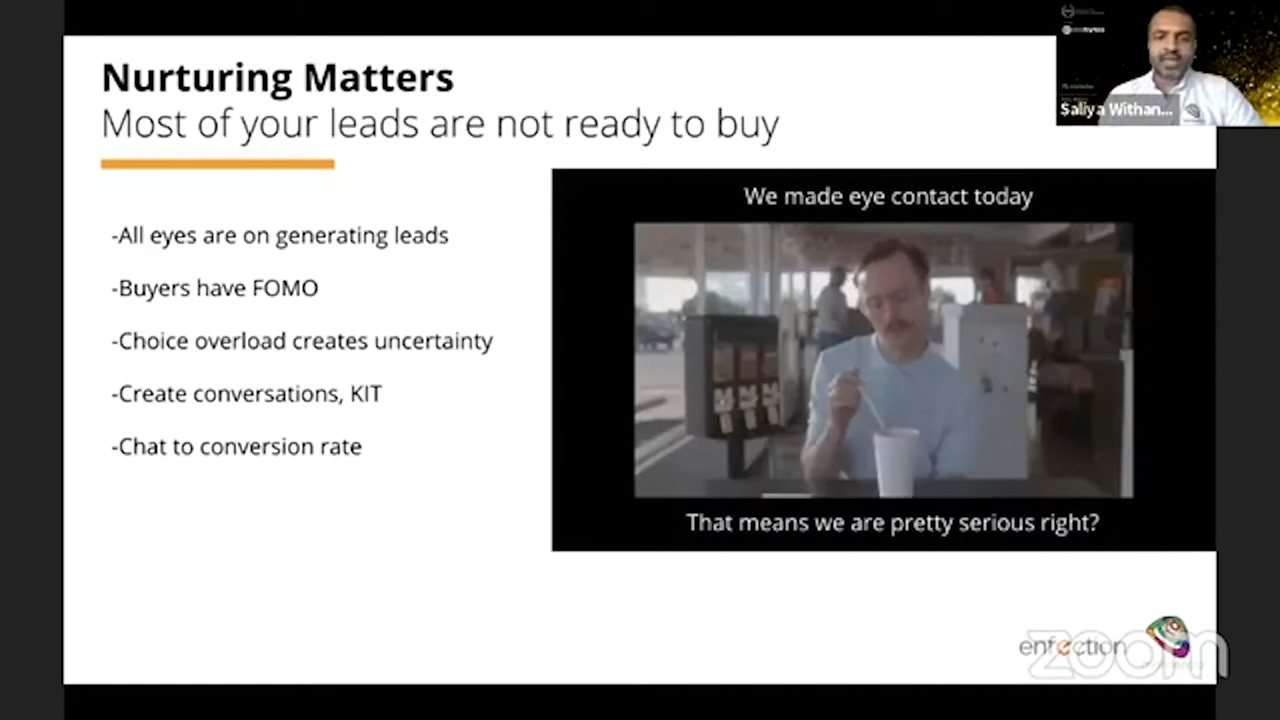 Nurturing Matters
Most of your leads are not ready to buy
Saliya Withan...
-All eyes are on generating leads
-Buyers have FOMO
-Choice overload creates uncertainty
-Create conversations, KIT
-Chat to conversion rate
We made eye contact today
That means we are pretty serious right?
enfection
zoom